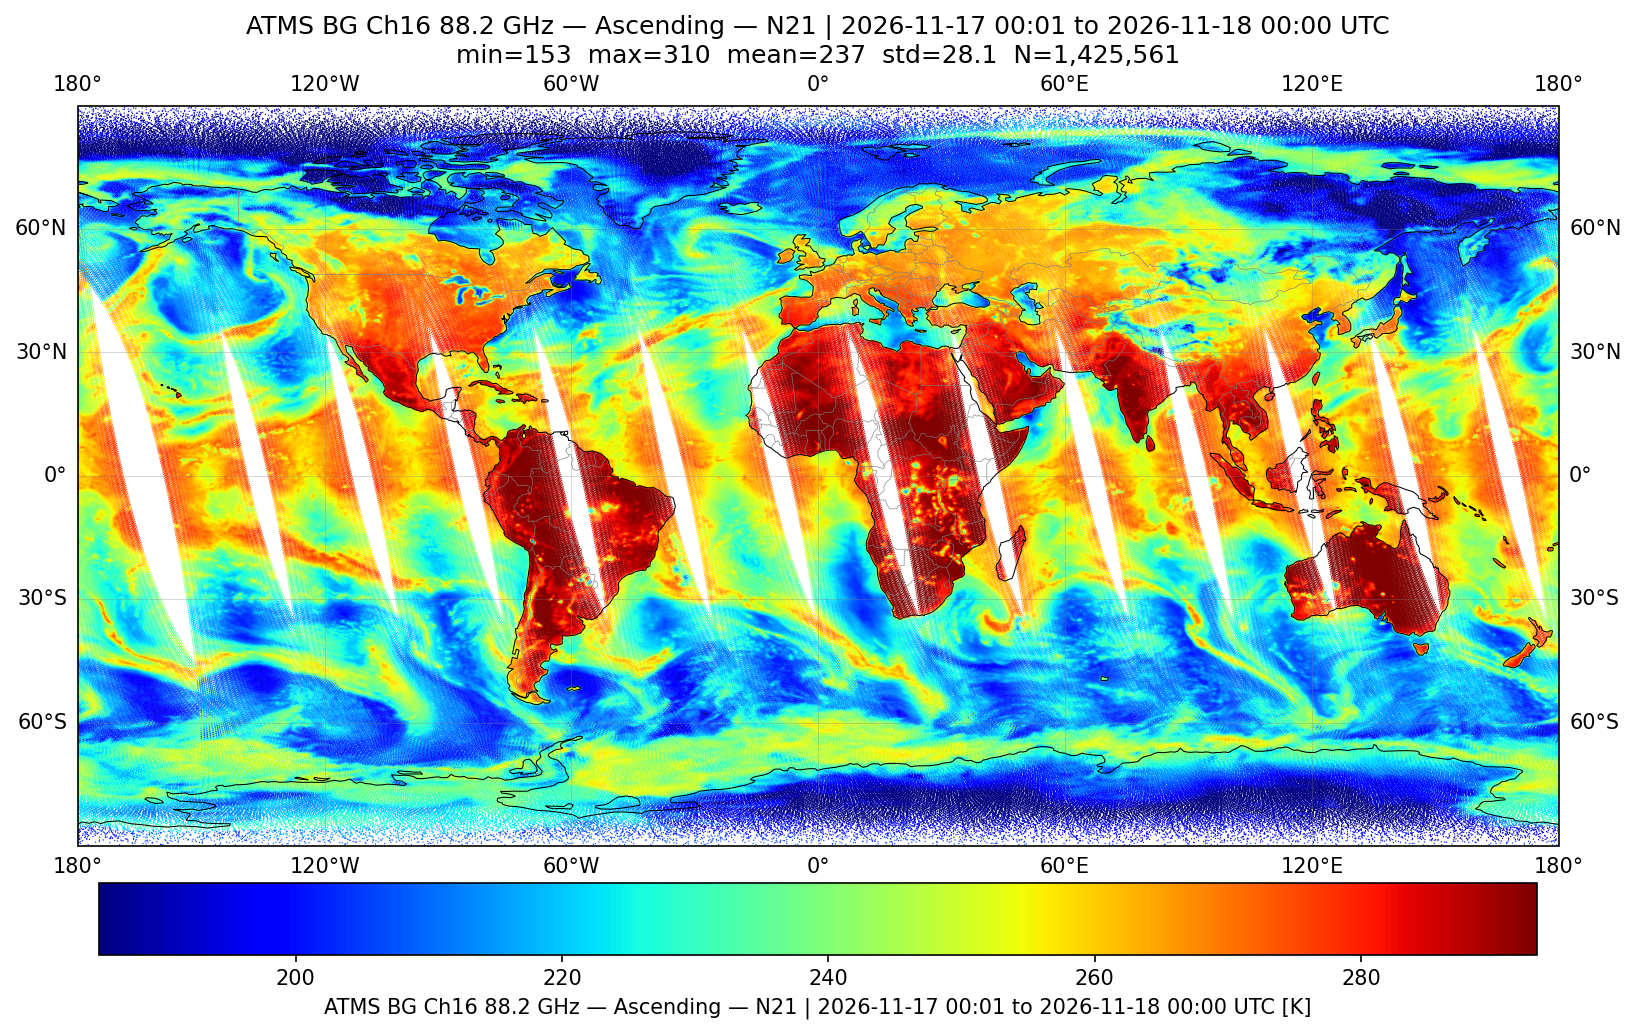 ATMS BG Ch16 88.2 GHz — Ascending — N21 | 2026-11-17 00:01 to 2026-11-18 00:00 UTC
min=153 max=310 mean=237 std=28.1 N=1,425,561
180° 120°W 60°W 0° 60°E 120°E 180°
60°N 60°N
30°N 30°N
0° 0°
30°S 30°S
60°S 60°S
180° 120°W 60°W 0° 60°E 120°E 180°
200 220 240 260 280
ATMS BG Ch16 88.2 GHz — Ascending — N21 | 2026-11-17 00:01 to 2026-11-18 00:00 UTC [K]